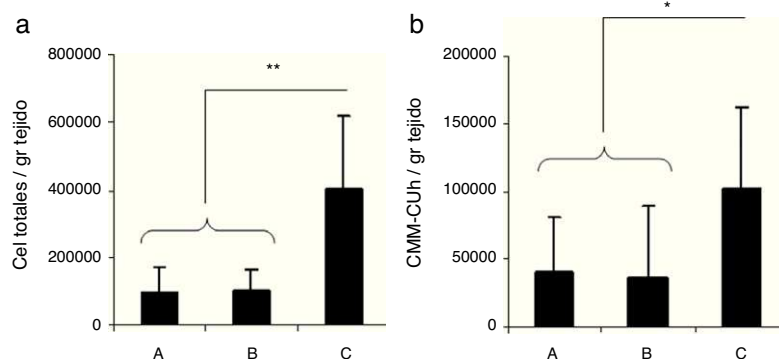 a
Cel totales / gr tejido
800000
600000
400000
200000
0
**
A B C
b
CMM-CUh / gr tejido
200000
150000
100000
50000
0
*
A B C